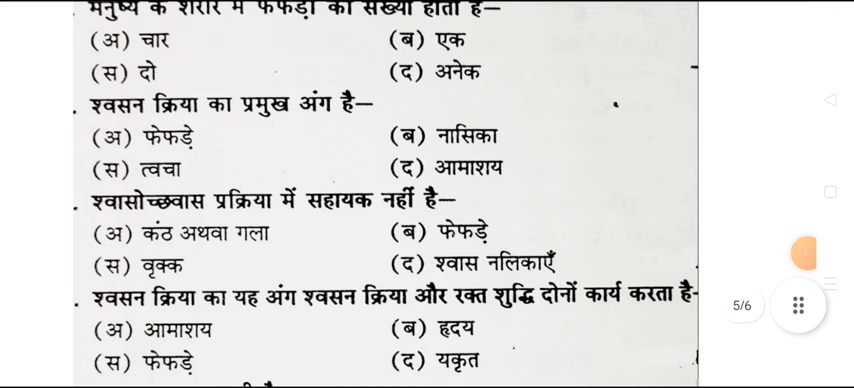 मनुष्य के शरीर में फेफड़ों की संख्या होती है—
(अ) चार (ब) एक
(स) दो (द) अनेक
. श्वसन क्रिया का प्रमुख अंग है—
(अ) फेफड़े (ब) नासिका
(स) त्वचा (द) आमाशय
. श्वासोच्छवास प्रक्रिया में सहायक नहीं है—
(अ) कंठ अथवा गला (ब) फेफड़े
(स) वृक्क (द) श्वास नलिकाएँ
. श्वसन क्रिया का यह अंग श्वसन क्रिया और रक्त शुद्धि दोनों कार्य करता है-
(अ) आमाशय (ब) हृदय
(स) फेफड़े (द) यकृत
5/6